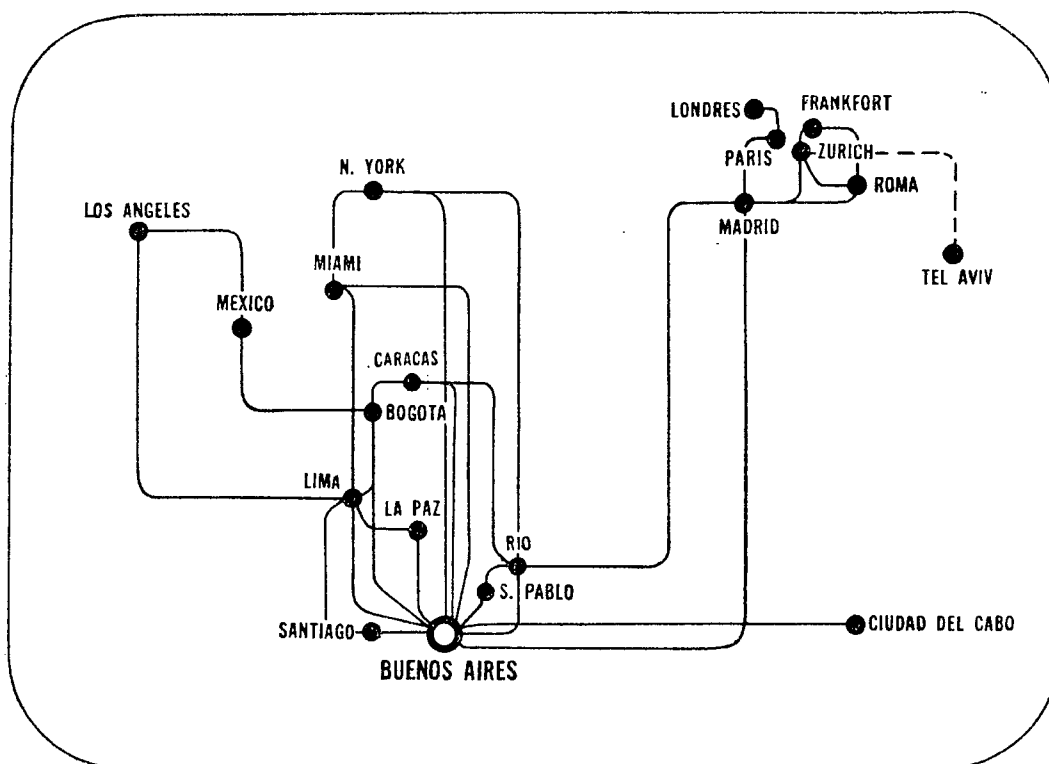 LONDRES
FRANKFORT
PARIS
ZURICH
N. YORK
ROMA
LOS ANGELES
MADRID
MIAMI
TEL AVIV
MEXICO
CARACAS
BOGOTA
LIMA
LA PAZ
RIO
S. PABLO
SANTIAGO
CIUDAD DEL CABO
BUENOS AIRES